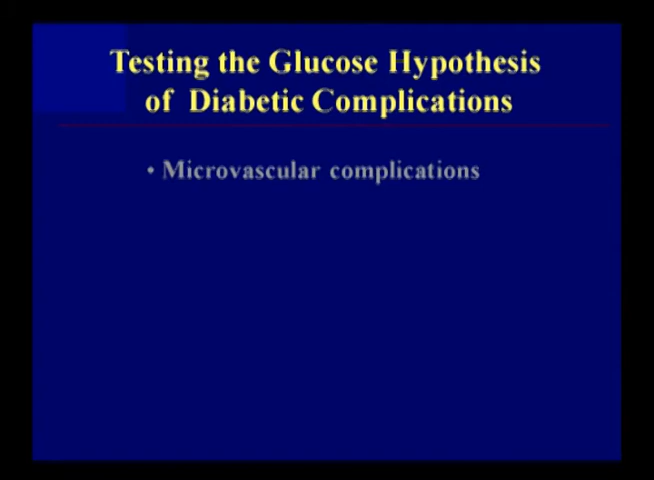 Testing the Glucose Hypothesis
of Diabetic Complications
• Microvascular complications